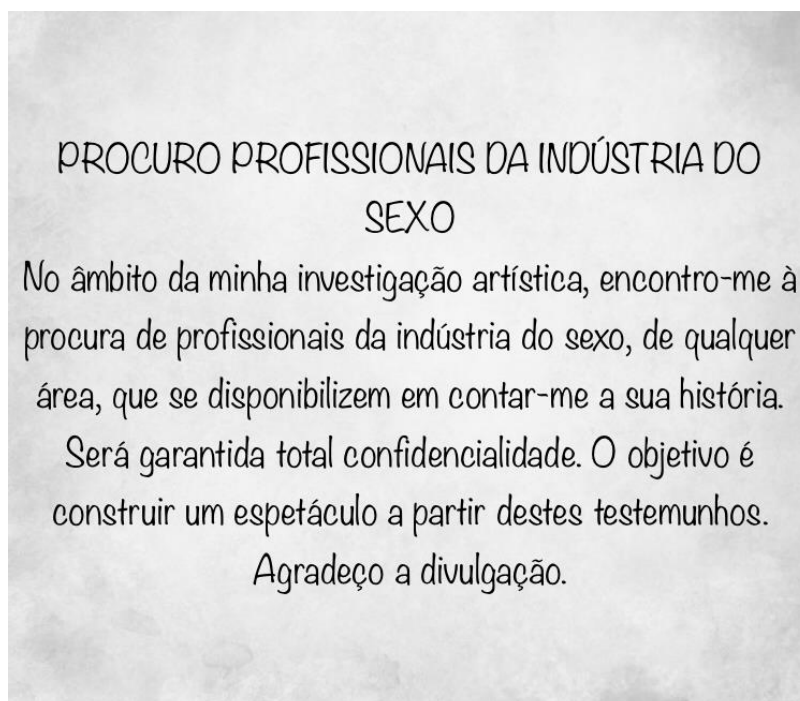 PROCURO PROFISSIONAIS DA INDÚSTRIA DO
SEXO
No âmbito da minha investigação artística, encontro-me à
procura de profissionais da indústria do sexo, de qualquer
área, que se disponibilizem em contar-me a sua história.
Será garantida total confidencialidade. O objetivo é
construir um espetáculo a partir destes testemunhos.
Agradeço a divulgação.